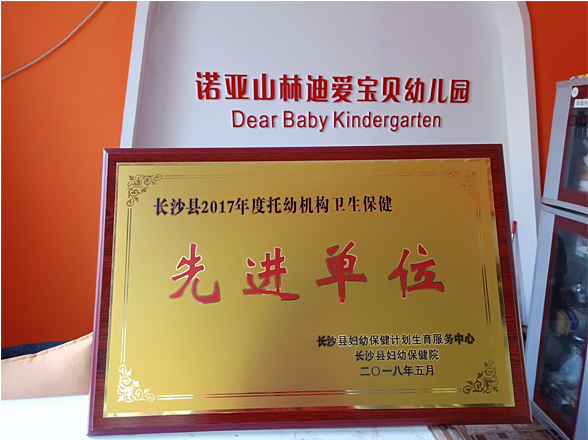 诺亚山林迪爱宝贝幼儿园
Dear Baby Kindergarten
长沙县2017年度托幼机构卫生保健
先进单位
长沙县妇幼保健计划生育服务中心
长沙县妇幼保健院
二〇一八年五月